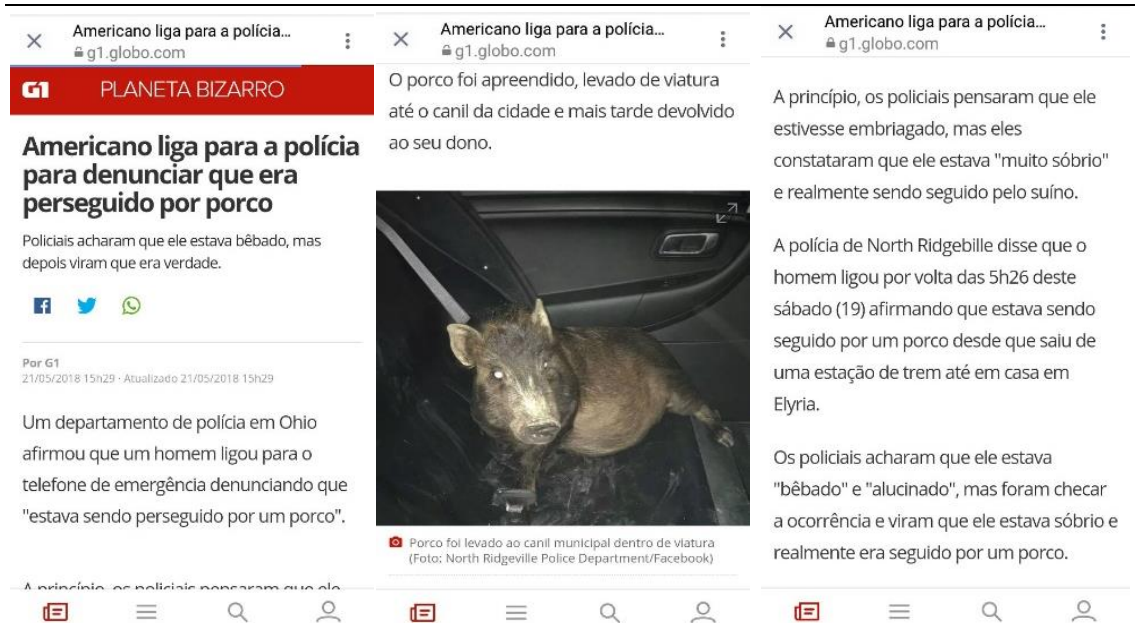 Americano liga para a polícia...
g1.globo.com
G1 PLANETA BIZARRO
Americano liga para a polícia
para denunciar que era
perseguido por porco
Policiais acharam que ele estava bêbado, mas
depois viram que era verdade.
Por G1
21/05/2018 15h29 · Atualizado 21/05/2018 15h29
Um departamento de polícia em Ohio
afirmou que um homem ligou para o
telefone de emergência denunciando que
"estava sendo perseguido por um porco".
A princípio, os policiais pensaram que ele
Americano liga para a polícia...
g1.globo.com
O porco foi apreendido, levado de viatura
até o canil da cidade e mais tarde devolvido
ao seu dono.
Porco foi levado ao canil municipal dentro de viatura
(Foto: North Ridgeville Police Department/Facebook)
Americano liga para a polícia...
g1.globo.com
A princípio, os policiais pensaram que ele
estivesse embriagado, mas eles
constataram que ele estava "muito sóbrio"
e realmente sendo seguido pelo suíno.
A polícia de North Ridgebille disse que o
homem ligou por volta das 5h26 deste
sábado (19) afirmando que estava sendo
seguido por um porco desde que saiu de
uma estação de trem até em casa em
Elyria.
Os policiais acharam que ele estava
"bêbado" e "alucinado", mas foram checar
a ocorrência e viram que ele estava sóbrio e
realmente era seguido por um porco.